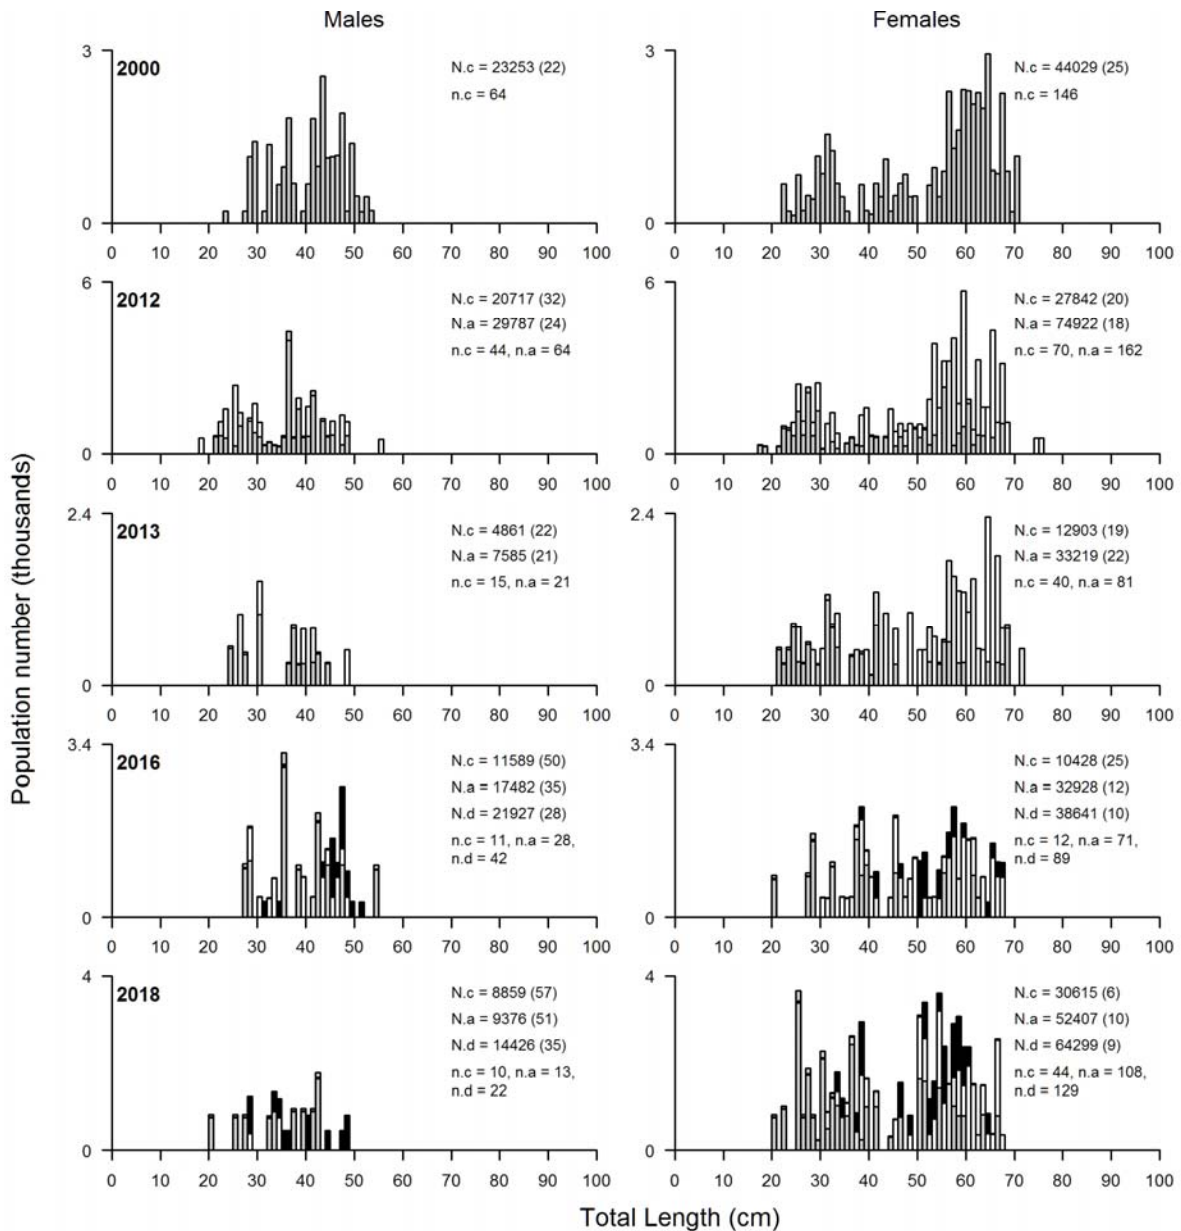 Males
Females
Population number (thousands)
3
2000
N.c = 23253 (22)
n.c = 64
0
0 10 20 30 40 50 60 70 80 90 100
N.c = 44029 (25)
n.c = 146
3
0
0 10 20 30 40 50 60 70 80 90 100
6
2012
N.c = 20717 (32)
N.a = 29787 (24)
n.c = 44, n.a = 64
0
0 10 20 30 40 50 60 70 80 90 100
6
N.c = 27842 (20)
N.a = 74922 (18)
n.c = 70, n.a = 162
0
0 10 20 30 40 50 60 70 80 90 100
2.4
2013
N.c = 4861 (22)
N.a = 7585 (21)
n.c = 15, n.a = 21
0
0 10 20 30 40 50 60 70 80 90 100
2.4
N.c = 12903 (19)
N.a = 33219 (22)
n.c = 40, n.a = 81
0
0 10 20 30 40 50 60 70 80 90 100
3.4
2016
N.c = 11589 (50)
N.a = 17482 (35)
N.d = 21927 (28)
n.c = 11, n.a = 28,
n.d = 42
0
0 10 20 30 40 50 60 70 80 90 100
3.4
N.c = 10428 (25)
N.a = 32928 (12)
N.d = 38641 (10)
n.c = 12, n.a = 71,
n.d = 89
0
0 10 20 30 40 50 60 70 80 90 100
4
2018
N.c = 8859 (57)
N.a = 9376 (51)
N.d = 14426 (35)
n.c = 10, n.a = 13,
n.d = 22
0
0 10 20 30 40 50 60 70 80 90 100
4
N.c = 30615 (6)
N.a = 52407 (10)
N.d = 64299 (9)
n.c = 44, n.a = 108,
n.d = 129
0
0 10 20 30 40 50 60 70 80 90 100
Total Length (cm)